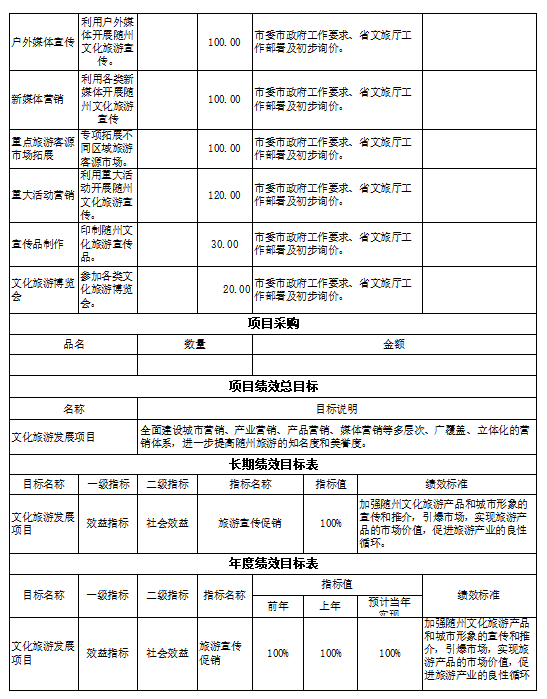 户外媒体宣传 利用户外媒体开展随州文化旅游宣传。 100.00 市委市政府工作要求、省文旅厅工作部署及初步询价。
新媒体营销 利用各类新媒体开展随州文化旅游宣传 100.00 市委市政府工作要求、省文旅厅工作部署及初步询价。
重点旅游客源市场拓展 专项拓展不同区域旅游客源市场。 100.00 市委市政府工作要求、省文旅厅工作部署及初步询价。
重大活动营销 利用重大活动开展随州文化旅游宣传。 120.00 市委市政府工作要求、省文旅厅工作部署及初步询价。
宣传品制作 印制随州文化旅游宣传品。 30.00 市委市政府工作要求、省文旅厅工作部署及初步询价。
文化旅游博览会 参加各类文化旅游博览会。 20.00 市委市政府工作要求、省文旅厅工作部署及初步询价。
项目采购
品名 数量 金额
项目绩效总目标
名称 目标说明
文化旅游发展项目 全面建设城市营销、产业营销、产品营销、媒体营销等多层次、广覆盖、立体化的营销体系，进一步提高随州旅游的知名度和美誉度。
长期绩效目标表
目标名称 一级指标 二级指标 指标名称 指标值 绩效标准
文化旅游发展项目 效益指标 社会效益 旅游宣传促销 100% 加强随州文化旅游产品和城市形象的宣传和推介，引爆市场，实现旅游产品的市场价值，促进旅游产业的良性循环。
年度绩效目标表
目标名称 一级指标 二级指标 指标名称 指标值 绩效标准
前年 上年 预计当年实现
文化旅游发展项目 效益指标 社会效益 旅游宣传促销 100% 100% 100% 加强随州文化旅游产品和城市形象的宣传和推介，引爆市场，实现旅游产品的市场价值，促进旅游产业的良性循环